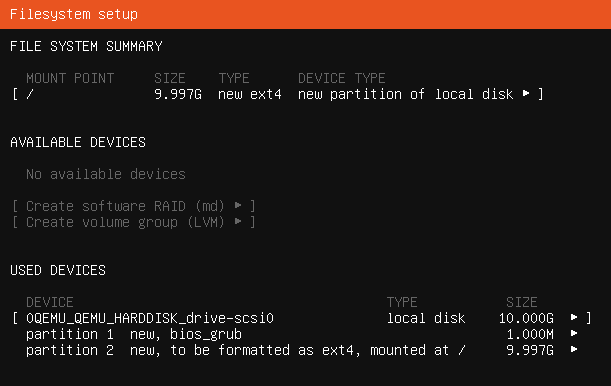 Filesystem setup
FILE SYSTEM SUMMARY
MOUNT POINT SIZE TYPE DEVICE TYPE
[ / 9.997G new ext4 new partition of local disk ▸ ]
AVAILABLE DEVICES
No available devices
[ Create software RAID (md) ▸ ]
[ Create volume group (LVM) ▸ ]
USED DEVICES
DEVICE TYPE SIZE
[ 0QEMU_QEMU_HARDDISK_drive-scsi0 local disk 10.000G ▸ ]
partition 1 new, bios_grub 1.000M ▸
partition 2 new, to be formatted as ext4, mounted at / 9.997G ▸